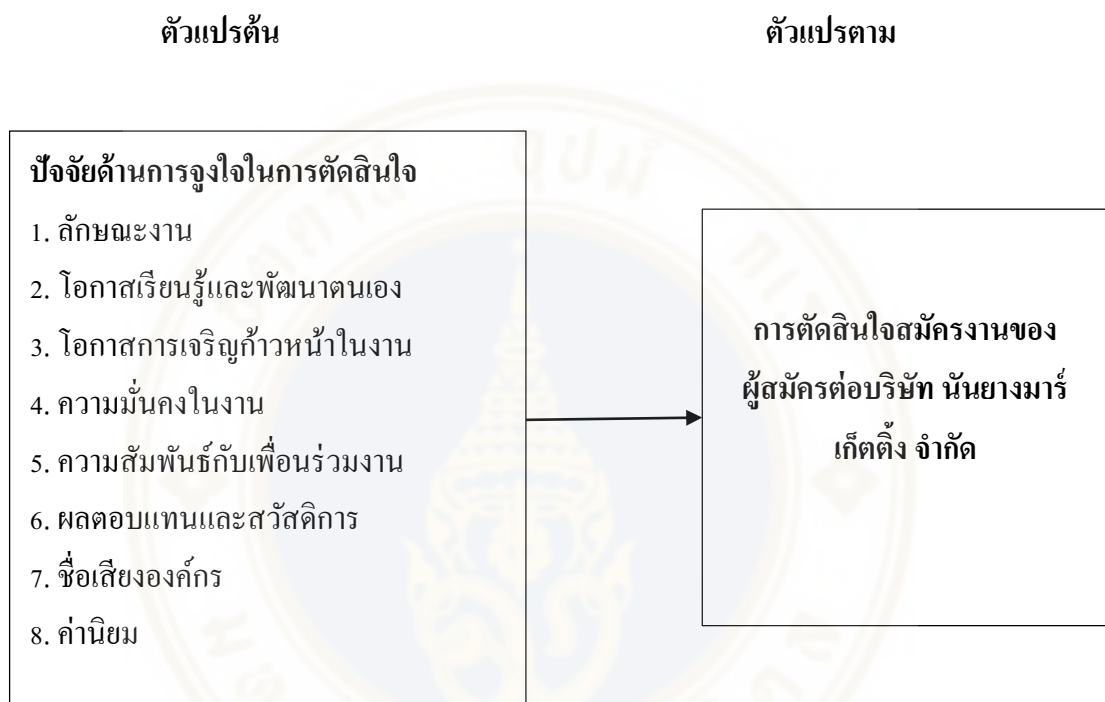 ตัวแปรต้น
ตัวแปรตาม
ปัจจัยด้านการจูงใจในการตัดสินใจ
1. ลักษณะงาน
2. โอกาสเรียนรู้และพัฒนาตนเอง
3. โอกาสการเจริญก้าวหน้าในงาน
4. ความมั่นคงในงาน
5. ความสัมพันธ์กับเพื่อนร่วมงาน
6. ผลตอบแทนและสวัสดิการ
7. ชื่อเสียงองค์กร
8. ค่านิยม
การตัดสินใจสมัครงานของ
ผู้สมัครต่อบริษัท นันยางมาร์
เก็ตติ้ง จำกัด